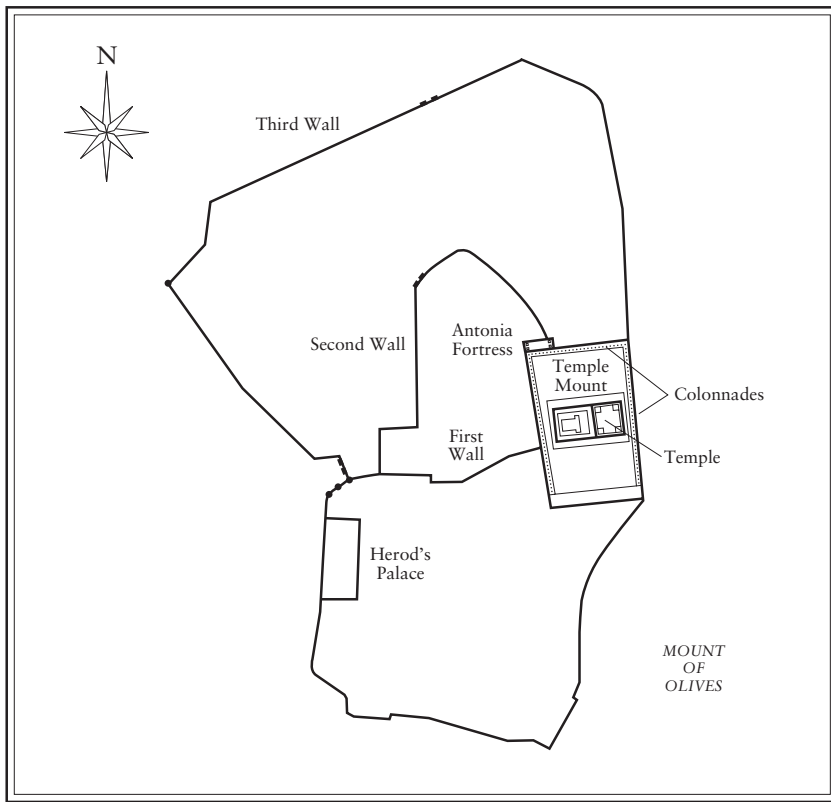 N
Third Wall
Second Wall
Antonia
Fortress
Temple
Mount
Colonnades
First
Wall
Temple
Herod's
Palace
MOUNT
OF
OLIVES